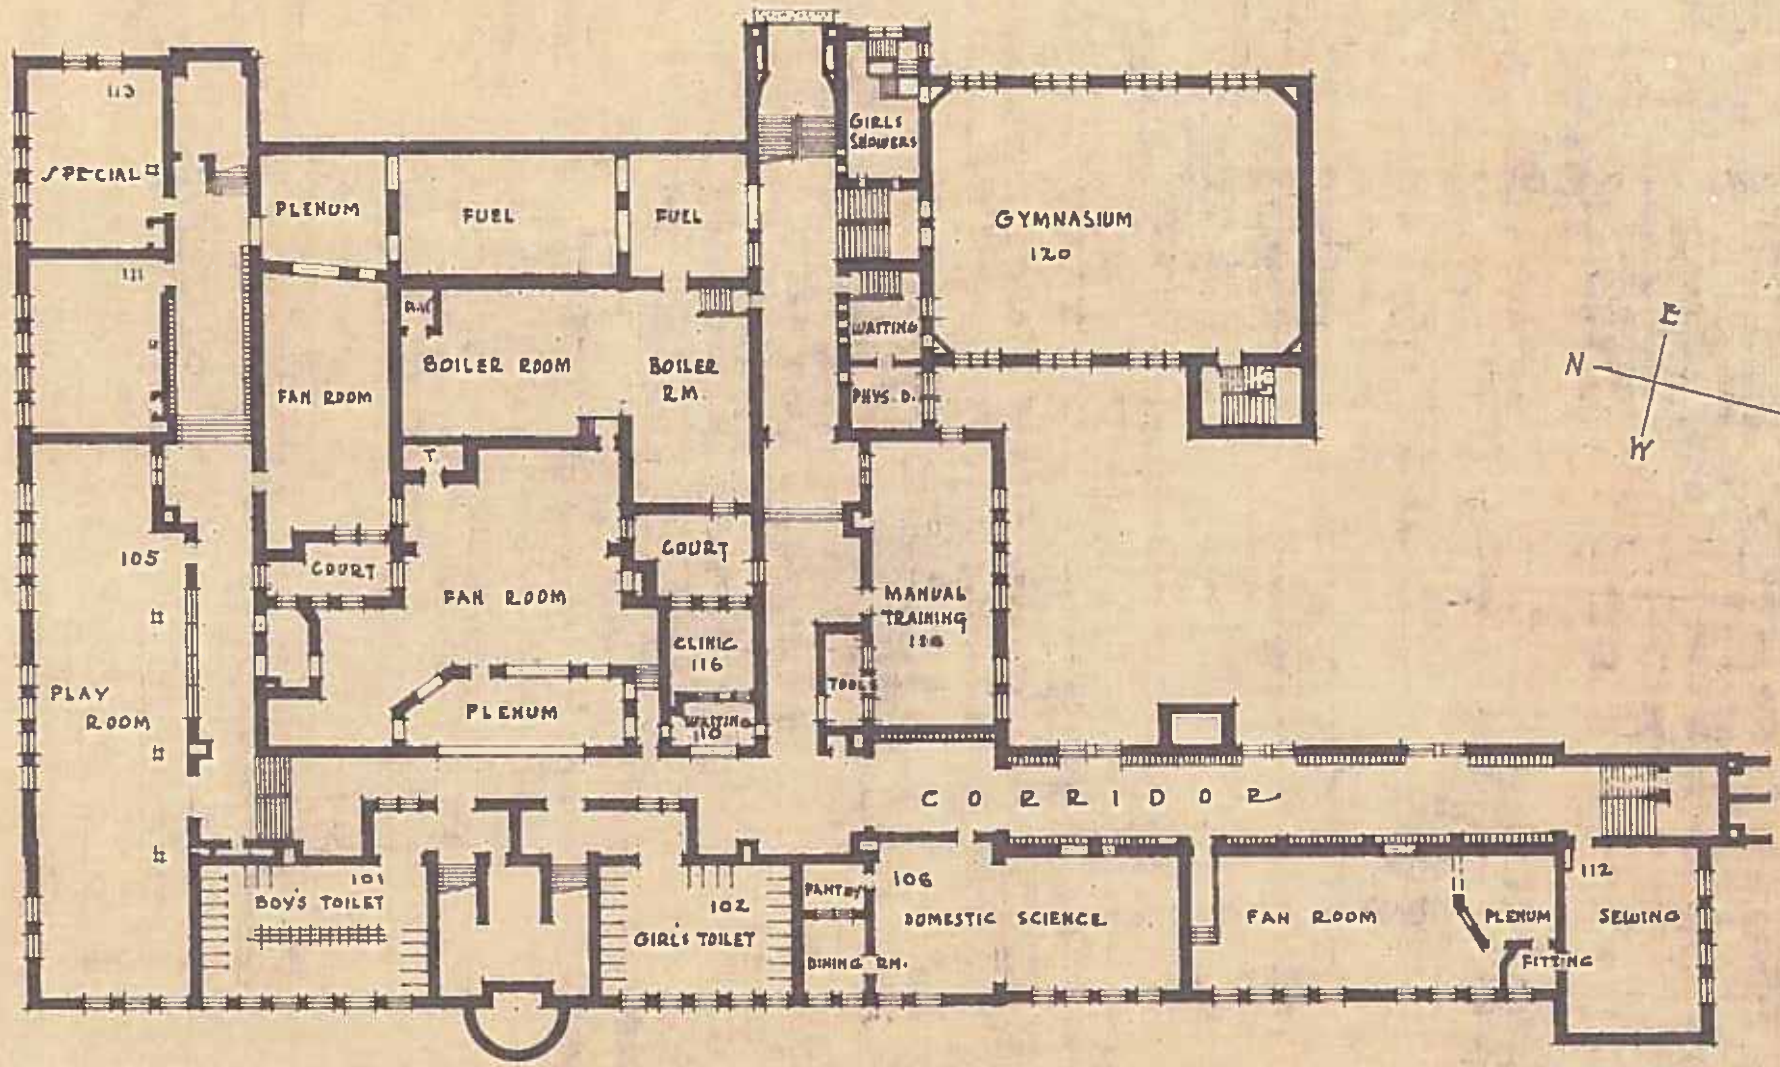 113
SPECIAL
111
PLENUM
FUEL
FUEL
GIRLS
SHOWERS
GYMNASIUM
120
BOILER ROOM
BOILER
RM.
FAN ROOM
WAITING
PHYS. D.
E
N
W
T.
105
COURT
COURT
FAN ROOM
CLINIC
116
MANUAL
TRAINING
TOOLS
PLAY
ROOM
PLENUM
WAITING
110
CORRIDOR
101
BOY'S TOILET
102
GIRL'S TOILET
PANTRY
DINING RM.
106
DOMESTIC SCIENCE
FAN ROOM
PLENUM
FITTING
112
SEWING